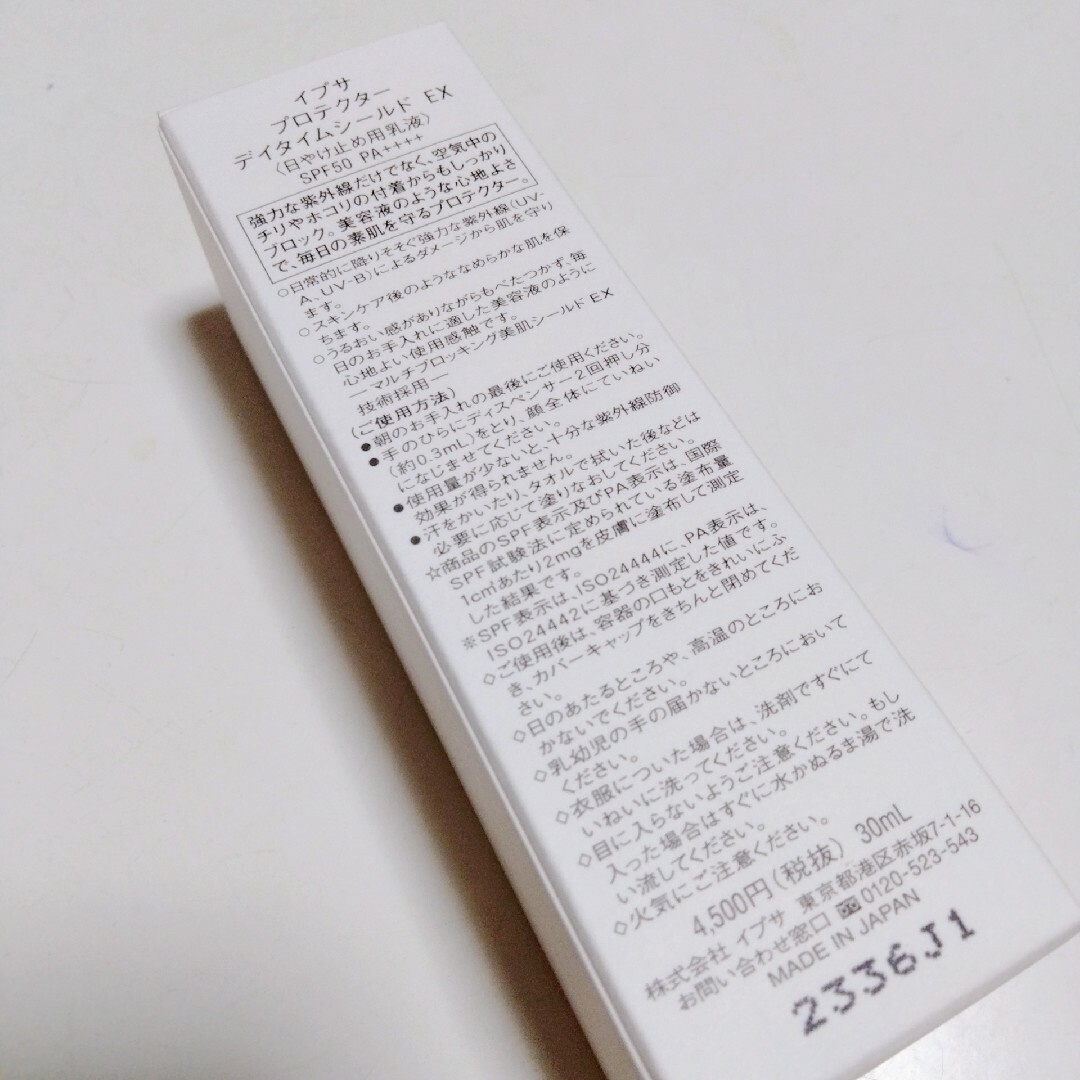 イプサ
プロテクター
デイタイムシールド EX
〈日やけ止め用乳液〉
SPF50 PA++++
強力な紫外線だけでなく、空気中の
チリやホコリの付着からもしっかり
ブロック。美容液のような心地よさ
で、毎日の素肌を守るプロテクター。
○日常的に降りそそぐ強力な紫外線(UV-
A、UV-B)によるダメージから肌を守り
ます。
○スキンケア後のようななめらかな肌を保
ちます。
○うるおい感がありながらもべたつかず、毎
日のお手入れに適した美容液のように
心地よい使用感触です。
―マルチブロッキング美肌シールドEX
技術採用―
(ご使用方法)
●朝のお手入れの最後にご使用ください。
●手のひらにディスペンサー2回押し分
(約0.3mL)をとり、顔全体にていねい
になじませてください。
●使用量が少ないと、十分な紫外線防御
効果が得られません。
●汗をかいたり、タオルで拭いた後などは
必要に応じて塗りなおしてください。
☆商品のSPF表示及びPA表示は、国際
SPF試験法に定められている塗布量
1c㎡あたり2mgを皮膚に塗布して測定
した結果です。
※SPF表示は、ISO24444に、PA表示は、
ISO24442に基づき測定した値です。
◇ご使用後は、容器の口もとをきれいにふ
き、カバーキャップをきちんと閉めてくだ
さい。
◇日のあたるところや、高温のところにお
かないでください。
◇乳幼児の手の届かないところにおいて
ください。
◇衣服についた場合は、洗剤ですぐにて
いねいに洗ってください。
◇目に入らないようご注意ください。もし
入った場合はすぐに水かぬるま湯で洗
い流してください。
◇火気にご注意ください。
4,500円(税抜) 30mL
株式会社 イプサ 東京都港区赤坂7-1-16
お問い合わせ窓口 0120-523-543
MADE IN JAPAN
2336J1